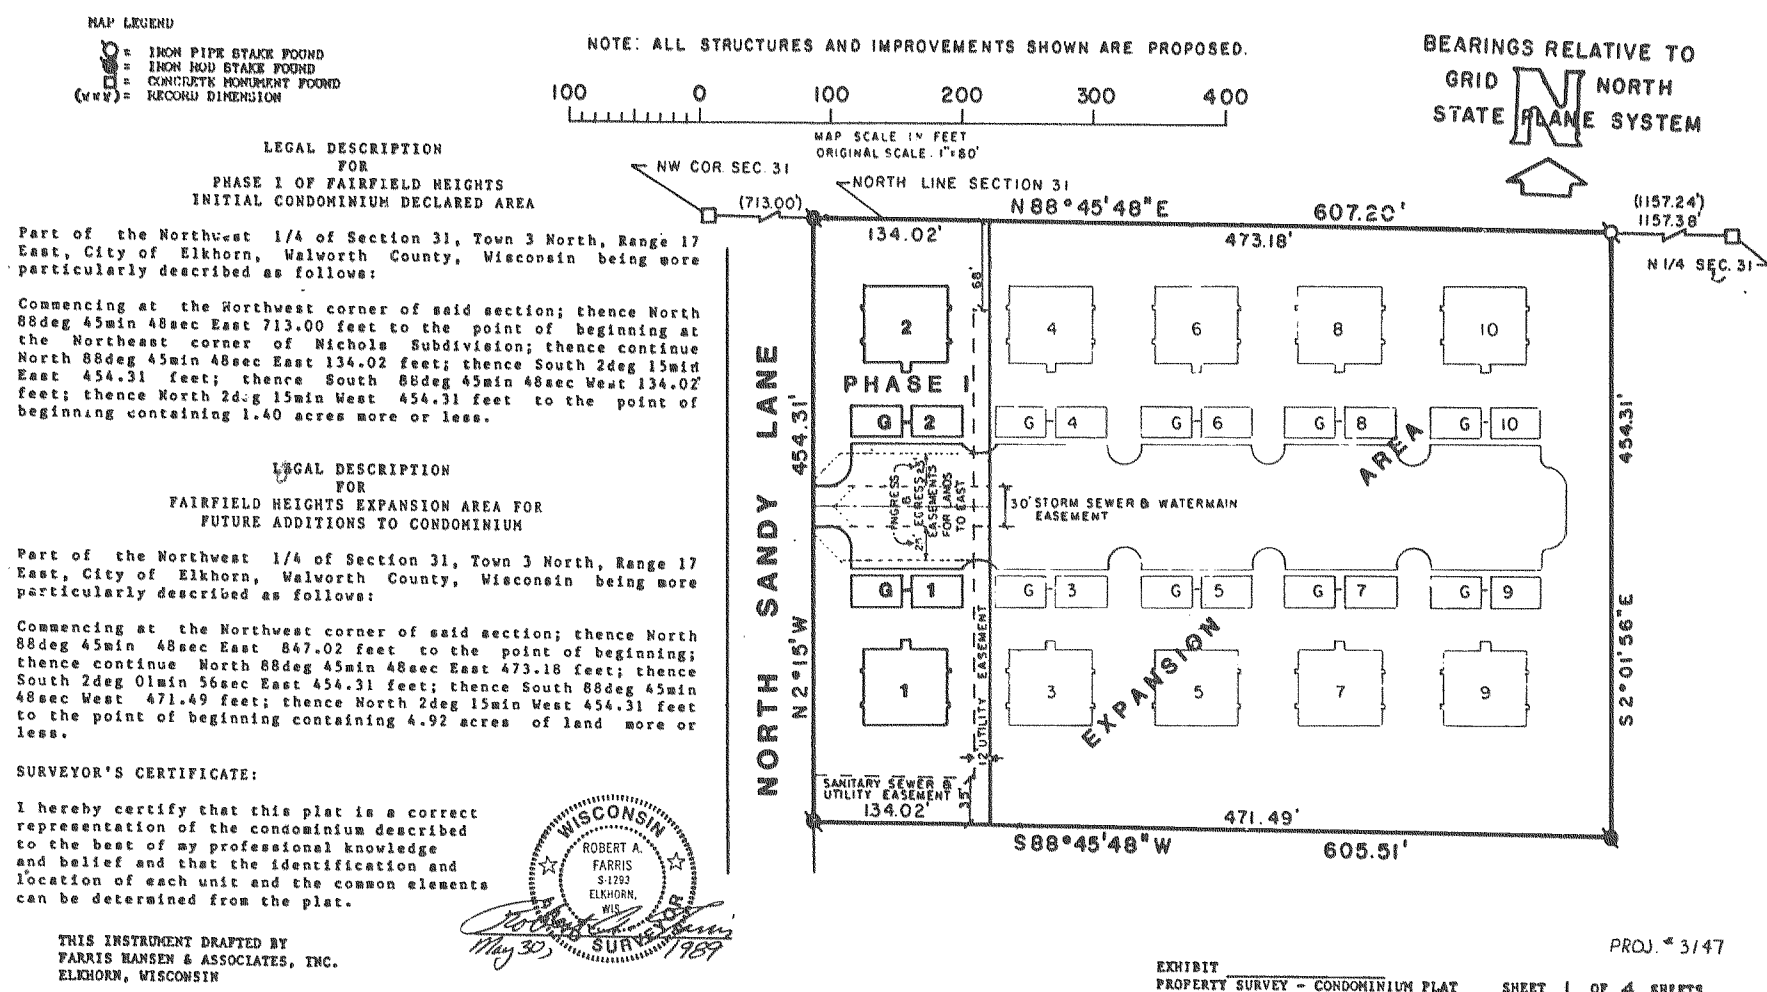 MAP LEGEND
= IRON PIPE STAKE FOUND
= IRON ROD STAKE FOUND
= CONCRETE MONUMENT FOUND
(www)= RECORD DIMENSION
NOTE: ALL STRUCTURES AND IMPROVEMENTS SHOWN ARE PROPOSED.
100 0 100 200 300 400
MAP SCALE IN FEET
ORIGINAL SCALE. 1"=80'
BEARINGS RELATIVE TO
GRID N NORTH
STATE PLANE SYSTEM
LEGAL DESCRIPTION
FOR
PHASE I OF FAIRFIELD HEIGHTS
INITIAL CONDOMINIUM DECLARED AREA
Part of the Northwest 1/4 of Section 31, Town 3 North, Range 17
East, City of Elkhorn, Walworth County, Wisconsin being more
particularly described as follows:
Commencing at the Northwest corner of said section; thence North
88deg 45min 48sec East 713.00 feet to the point of beginning at
the Northeast corner of Nichols Subdivision; thence continue
North 88deg 45min 48sec East 134.02 feet; thence South 2deg 15min
East 454.31 feet; thence South 88deg 45min 48sec West 134.02
feet; thence North 2deg 15min West 454.31 feet to the point of
beginning containing 1.40 acres more or less.
LEGAL DESCRIPTION
FOR
FAIRFIELD HEIGHTS EXPANSION AREA FOR
FUTURE ADDITIONS TO CONDOMINIUM
Part of the Northwest 1/4 of Section 31, Town 3 North, Range 17
East, City of Elkhorn, Walworth County, Wisconsin being more
particularly described as follows:
Commencing at the Northwest corner of said section; thence North
88deg 45min 48sec East 847.02 feet to the point of beginning;
thence continue North 88deg 45min 48sec East 473.18 feet; thence
South 2deg 01min 56sec East 454.31 feet; thence South 88deg 45min
48sec West 471.49 feet; thence North 2deg 15min West 454.31 feet
to the point of beginning containing 4.92 acres of land more or
less.
SURVEYOR'S CERTIFICATE:
I hereby certify that this plat is a correct
representation of the condominium described
to the best of my professional knowledge
and belief and that the identification and
location of each unit and the common elements
can be determined from the plat.
WISCONSIN
ROBERT A.
FARRIS
S-1293
ELKHORN,
WIS
LAND SURVEYOR
Robert A. Farris
May 30, 1989
THIS INSTRUMENT DRAFTED BY
FARRIS HANSEN & ASSOCIATES, INC.
ELKHORN, WISCONSIN
NW COR. SEC. 31
NORTH LINE SECTION 31
(713.00')
N 88°45'48" E 607.20'
(1157.24')
1157.38'
N 1/4 SEC. 31
134.02' 473.18'
68'
2 4 6 8 10
PHASE I
G-2 G-4 G-6 G-8 G-10
NORTH SANDY LANE
454.31'
N 2°15' W
INGRESS
&
EGRESS
EASEMENTS
FOR LANDS
TO EAST
25'
25'
30' STORM SEWER & WATERMAIN
EASEMENT
EXPANSION AREA
454.31'
S 2°01'56" E
G-1 G-3 G-5 G-7 G-9
1 3 5 7 9
12' UTILITY EASEMENT
SANITARY SEWER &
UTILITY EASEMENT
35'
134.02' 471.49'
S 88°45'48" W 605.51'
PROJ. # 3147
EXHIBIT
PROPERTY SURVEY - CONDOMINIUM PLAT SHEET 1 OF 4 SHEETS